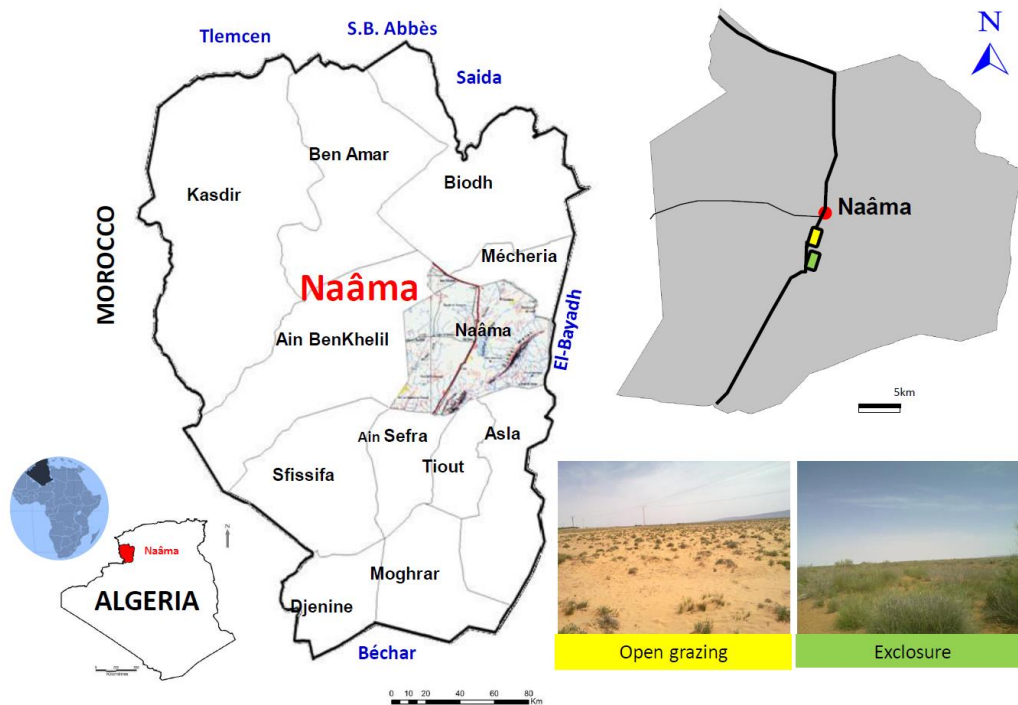 Tlemcen
S.B. Abbès
Saida
MOROCCO
Ben Amar
Kasdir
Biodh
Mécheria
Naâma
Naâma
Ain BenKhelil
El-Bayadh
Ain Sefra
Asla
Sfissifa
Tiout
Moghrar
Djenine
Béchar
Km
0 10 20 40 60 80
N
Naâma
5km
N
Naâma
ALGERIA
Open grazing
Exclosure